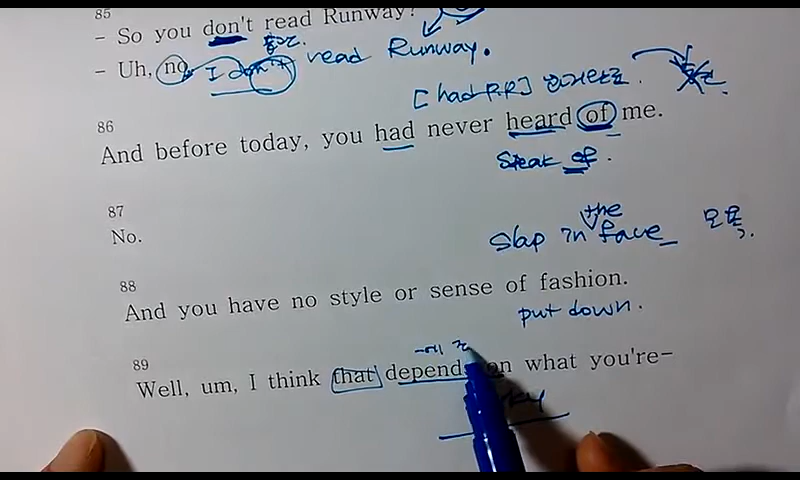 85
- So you don't read Runway?
- Uh, no I don't read Runway.
[had P.P]
86
And before today, you had never heard of me.
speak of.
87
the
No. slap in face
88
And you have no style or sense of fashion.
put down.
89
Well, um, I think that depends on what you're-